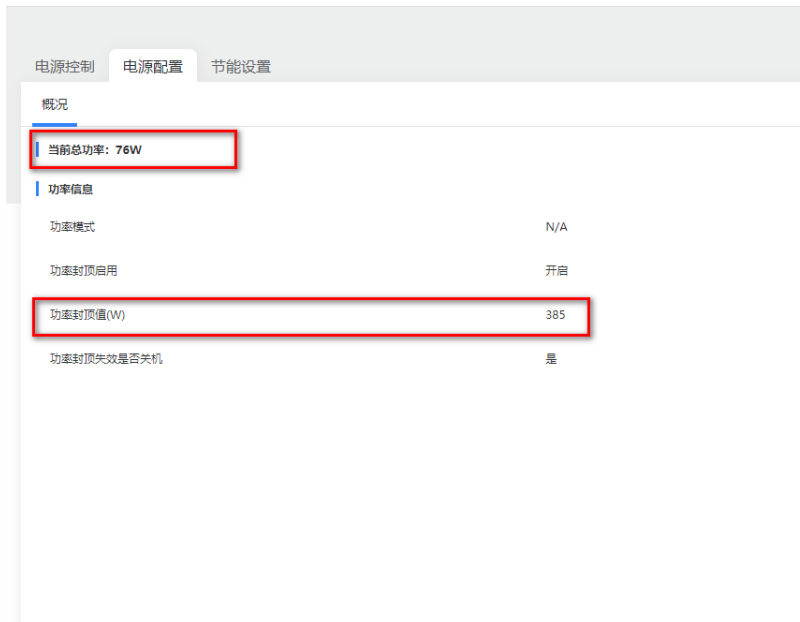 电源控制 电源配置 节能设置
概况
当前总功率：76W
功率信息
功率模式 N/A
功率封顶启用 开启
功率封顶值(W) 385
功率封顶失效是否关机 是